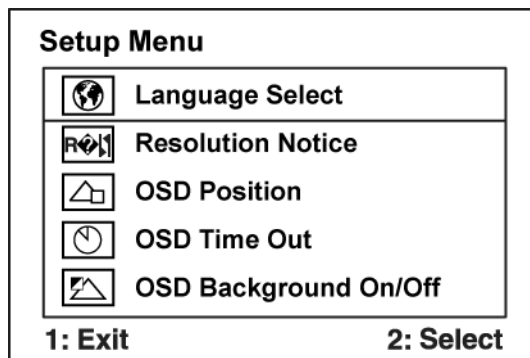 Setup Menu
Language Select
Resolution Notice
OSD Position
OSD Time Out
OSD Background On/Off
1: Exit 2: Select